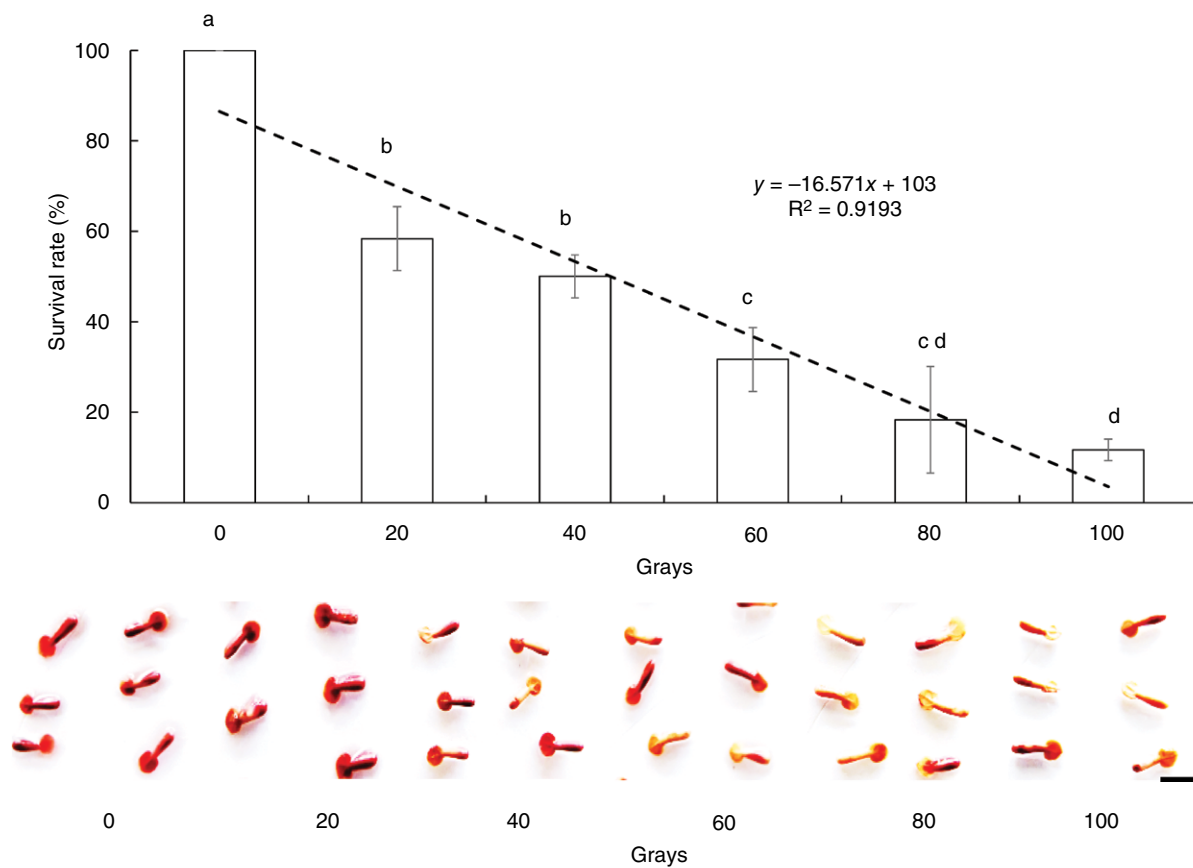 a
100
80
60
40
20
0
Survival rate (%)
b
b
c
c d
d
y = –16.571x + 103
R² = 0.9193
0 20 40 60 80 100
Grays
0 20 40 60 80 100
Grays